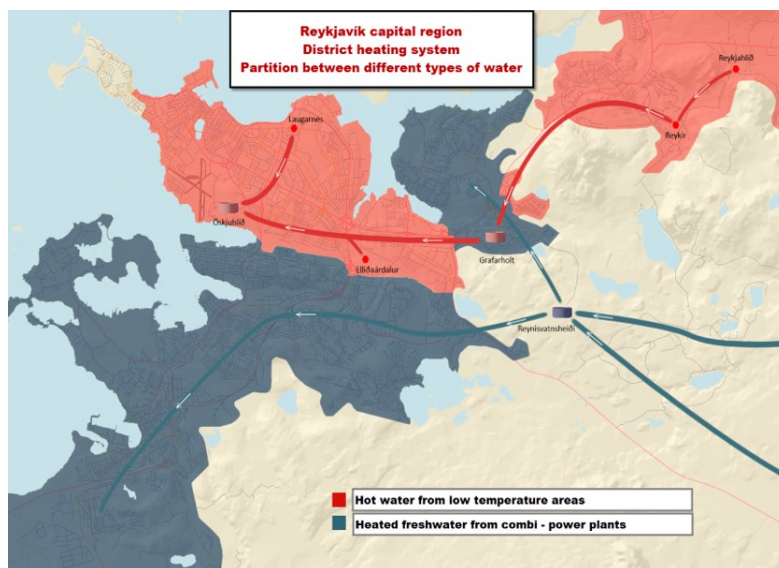 Reykjavík capital region
District heating system
Partition between different types of water
Reykjahlíð
Laugarnes
Reykir
Öskjuhlíð
Grafarholt
Elliðaárdalur
Reynisvatnsheiði
Hot water from low temperature areas
Heated freshwater from combi - power plants